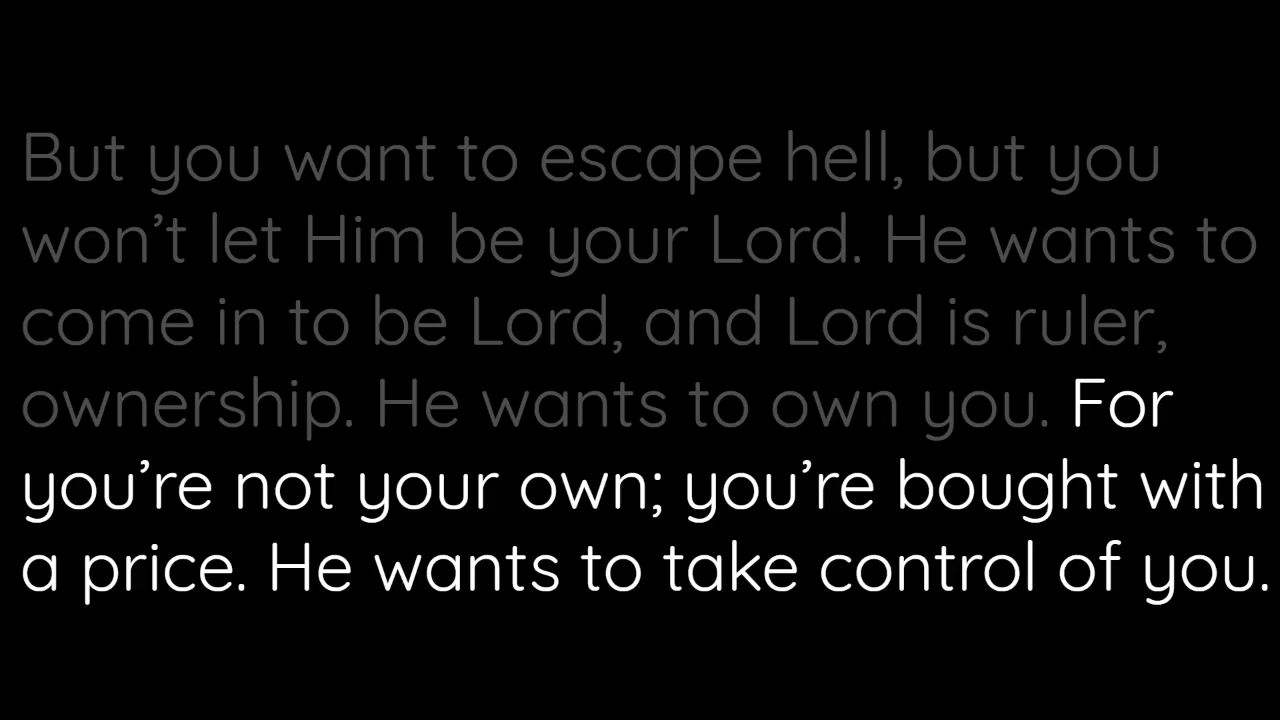 But you want to escape hell, but you
won’t let Him be your Lord. He wants to
come in to be Lord, and Lord is ruler,
ownership. He wants to own you. For
you’re not your own; you’re bought with
a price. He wants to take control of you.